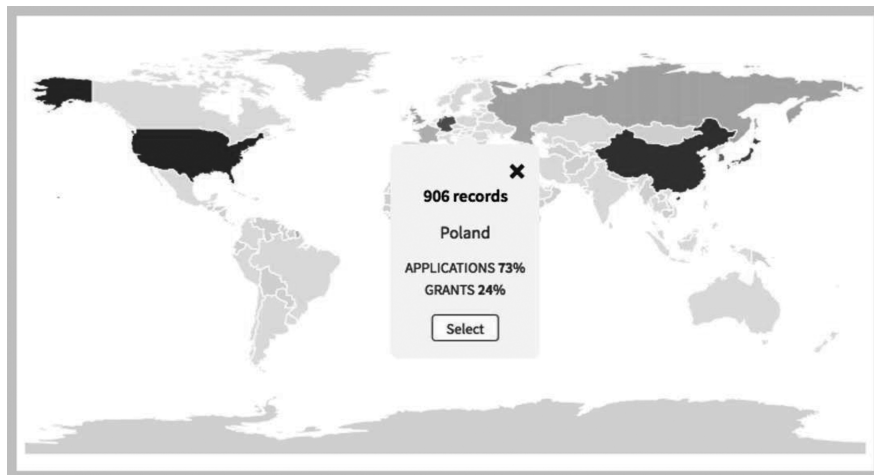 ✖
906 records
Poland
APPLICATIONS 73%
GRANTS 24%
Select